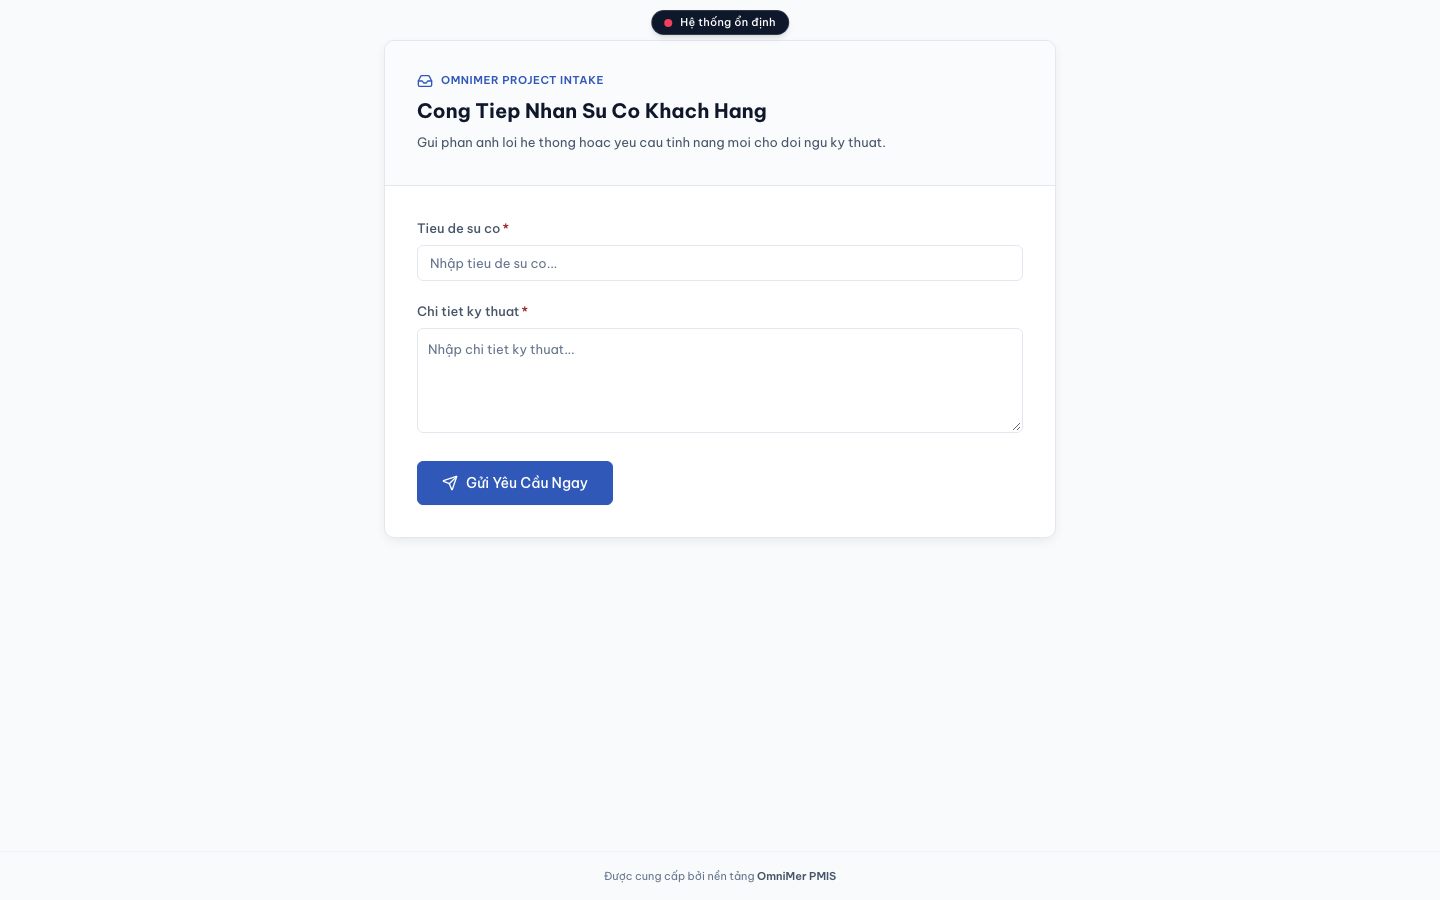 Hệ thống ổn định
OMNIMER PROJECT INTAKE
Cong Tiep Nhan Su Co Khach Hang
Gui phan anh loi he thong hoac yeu cau tinh nang moi cho doi ngu ky thuat.
Tieu de su co *
Nhập tieu de su co...
Chi tiet ky thuat *
Nhập chi tiet ky thuat...
Gửi Yêu Cầu Ngay
Được cung cấp bởi nền tảng OmniMer PMIS